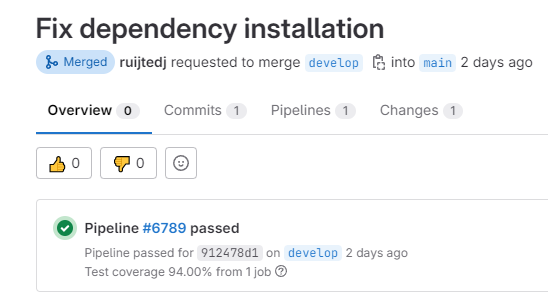 Fix dependency installation
Merged ruijtedj requested to merge develop into main 2 days ago
Overview 0 Commits 1 Pipelines 1 Changes 1
0 0
Pipeline #6789 passed
Pipeline passed for 912478d1 on develop 2 days ago
Test coverage 94.00% from 1 job ?